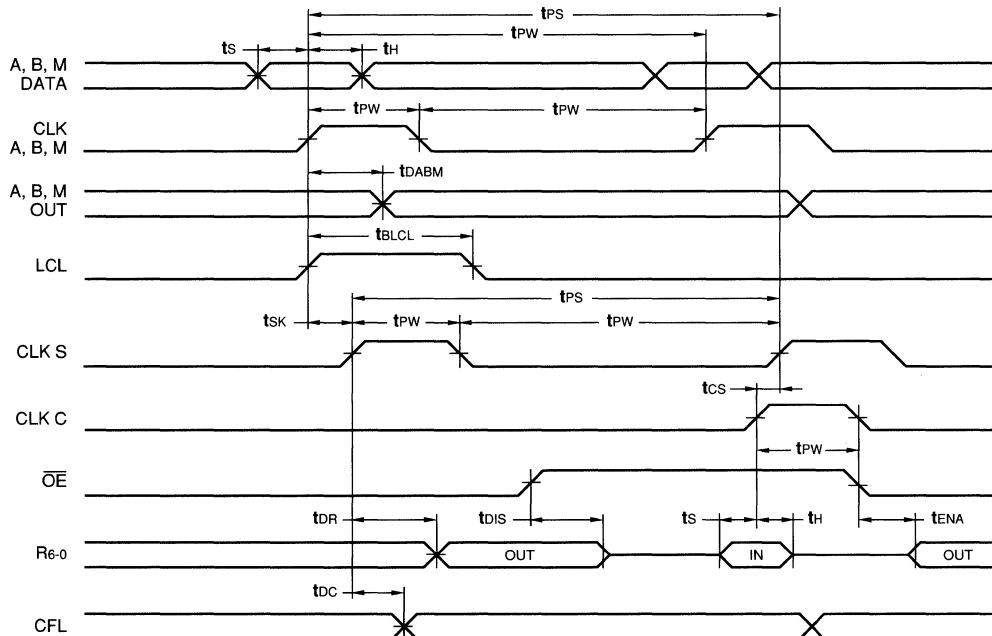 tPS
tPW
tS tH
A, B, M
DATA
tPW tPW
CLK
A, B, M
tDABM
A, B, M
OUT
tBLCL
LCL
tPS
tSK tPW tPW
CLK S
tCS
CLK C
tPW
OE
tDR tDIS tS tH tENA
R6-0 OUT IN OUT
tDC
CFL